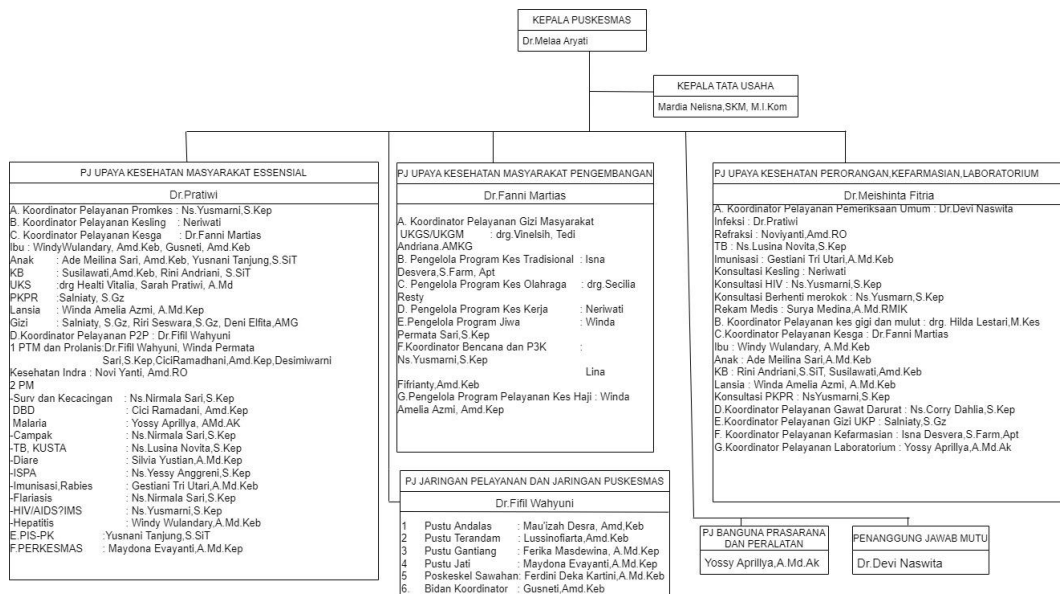 KEPALA PUSKESMAS
Dr.Melaa Aryati
KEPALA TATA USAHA
Mardia Nelisna,SKM, M.I.Kom
PJ UPAYA KESEHATAN MASYARAKAT ESSENSIAL
Dr.Pratiwi
A. Koordinator Pelayanan Promkes : Ns.Yusmarni,S.Kep
B. Koordinator Pelayanan Kesling : Neriwati
C. Koordinator Pelayanan Kesga : Dr.Fanni Martias
Ibu : WindyWulandary, Amd.Keb, Gusneti, Amd.Keb
Anak : Ade Meilina Sari, Amd.Keb, Yusnani Tanjung,S.SiT
KB : Susilawati,Amd.Keb, Rini Andriani, S.SiT
UKS :drg Healti Vitalia, Sarah Pratiwi, A.Md
PKPR :Salniaty, S.Gz
Lansia : Winda Amelia Azmi, A.Md.Kep
Gizi : Salniaty, S.Gz, Riri Seswara,S.Gz, Deni Elfita,AMG
D.Koordinator Pelayanan P2P : Dr.Fifil Wahyuni
1 PTM dan Prolanis:Dr.Fifil Wahyuni, Winda Permata
Sari,S.Kep,CiciRamadhani,Amd.Kep,Desimiwarni
Kesehatan Indra : Novi Yanti, Amd.RO
2 PM
-Surv dan Kecacingan : Ns.Nirmala Sari,S.Kep
DBD : Cici Ramadani, Amd.Kep
Malaria : Yossy Aprillya, AMd.AK
-Campak : Ns.Nirmala Sari,S.Kep
-TB, KUSTA : Ns.Lusina Novita,S.Kep
-Diare : Silvia Yustian,A.Md.Kep
-ISPA : Ns.Yessy Anggreni,S.Kep
-Imunisasi,Rabies : Gestiani Tri Utari,A.Md.Keb
-Flariasis : Ns.Nirmala Sari,S.Kep
-HIV/AIDS?IMS : Ns.Yusmarni,S.Kep
-Hepatitis : Windy Wulandary,A.Md.Keb
E.PIS-PK :Yusnani Tanjung,S.SiT
F.PERKESMAS : Maydona Evayanti,A.Md.Kep
PJ UPAYA KESEHATAN MASYARAKAT PENGEMBANGAN
Dr.Fanni Martias
A. Koordinator Pelayanan Gizi Masyarakat
UKGS/UKGM : drg.Vinelsih, Tedi
Andriana.AMKG
B. Pengelola Program Kes Tradisional : Isna
Desvera,S.Farm, Apt
C. Pengelola Program Kes Olahraga : drg.Secilia
Resty
D. Pengelola Program Kes Kerja : Neriwati
E.Pengelola Program Jiwa : Winda
Permata Sari,S.Kep
F.Koordinator Bencana dan P3K :
Ns.Yusmarni,S.Kep
Lina
Fifrianty,Amd.Keb
G.Pengelola Program Pelayanan Kes Haji : Winda
Amelia Azmi, Amd.Kep
PJ JARINGAN PELAYANAN DAN JARINGAN PUSKESMAS
Dr.Fifil Wahyuni
1 Pustu Andalas : Mau'izah Desra, Amd,Keb
2 Pustu Terandam : Lussinofiarta,Amd.Keb
3 Pustu Gantiang : Ferika Masdewina, A.Md.Kep
4 Pustu Jati : Maydona Evayanti,A.Md.Kep
5 Poskeskel Sawahan: Ferdini Deka Kartini,A.Md.Keb
6. Bidan Koordinator : Gusneti,Amd.Keb
PJ UPAYA KESEHATAN PERORANGAN,KEFARMASIAN,LABORATORIUM
Dr.Meishinta Fitria
A. Koordinator Pelayanan Pemeriksaan Umum : Dr.Devi Naswita
Infeksi : Dr.Pratiwi
Refraksi : Noviyanti,Amd.RO
TB : Ns.Lusina Novita,S.Kep
Imunisasi : Gestiani Tri Utari,A.Md.Keb
Konsultasi Kesling : Neriwati
Konsultasi HIV : Ns.Yusmarni,S.Kep
Konsultasi Berhenti merokok : Ns.Yusmarn,S.Kep
Rekam Medis : Surya Medina,A.Md.RMIK
B. Koordinator Pelayanan kes gigi dan mulut : drg. Hilda Lestari,M.Kes
C.Koordinator Pelayanan Kesga : Dr.Fanni Martias
Ibu : Windy Wulandary, A.Md.Keb
Anak : Ade Meilina Sari,A.Md.Keb
KB : Rini Andriani,S.SiT, Susilawati,Amd.Keb
Lansia : Winda Amelia Azmi, A.Md.Keb
Konsultasi PKPR : NsYusmarni,S.Kep
D.Koordinator Pelayanan Gawat Darurat : Ns.Corry Dahlia,S.Kep
E.Koordinator Pelayanan Gizi UKP : Salniaty,S.Gz
F. Koordinator Pelayanan Kefarmasian : Isna Desvera,S.Farm,Apt
G.Koordinator Pelayanan Laboratorium : Yossy Aprillya,A.Md.Ak
PJ BANGUNA PRASARANA
DAN PERALATAN
Yossy Aprillya,A.Md.Ak
PENANGGUNG JAWAB MUTU
Dr.Devi Naswita